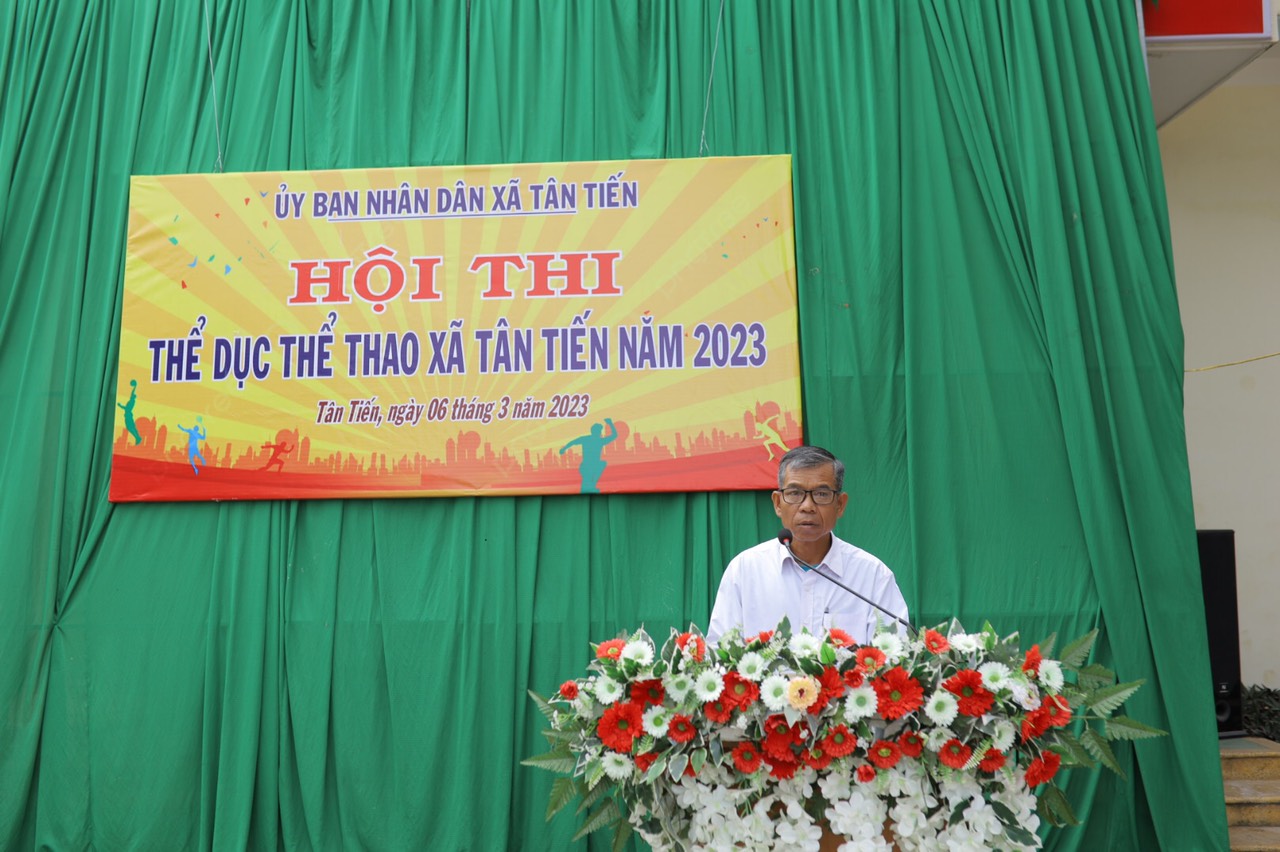 ỦY BAN NHÂN DÂN XÃ TÂN TIẾN
HỘI THI
THỂ DỤC THỂ THAO XÃ TÂN TIẾN NĂM 2023
Tân Tiến, ngày 06 tháng 3 năm 2023